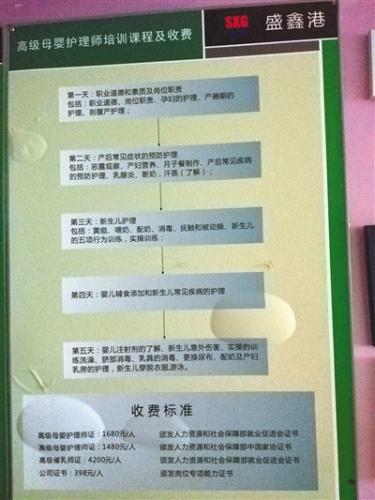 SXG 盛鑫港
高级母婴护理师培训课程及收费
第一天：职业道德和素质及岗位职责
包括：职业道德、岗位职责、孕妇的护理、产褥期的
护理、剖腹产护理；
第二天：产后常见症状的预防护理
包括：恶露观察、产妇营养、月子餐制作、产后常见疾病
的预防护理、乳腺炎、断奶，汗蒸（了解）；
第三天：新生儿护理
包括：黄疸、喂奶、配奶、消毒、抚触和被动操、新生儿
的五项行为训练，实操训练；
第四天：婴儿辅食添加和新生儿常见疾病的护理
第五天：婴儿注射剂的了解、新生儿意外伤害、实操的训
练洗澡、脐部消毒、乳具的消毒、更换尿布、配奶及产妇
乳房的护理，新生儿穿脱衣服游泳。
收费标准
高级母婴护理师证：1680元/人 颁发人力资源和社会保障部就业促进会证书
高级母婴护理师证：1480元/人 颁发人力资源和社会保障部中国家协证书
高级催乳师证：4200元/人 颁发人力资源和社会保障部就业促进会证书
公司证书：398元/人 颁发岗位专项能力证书